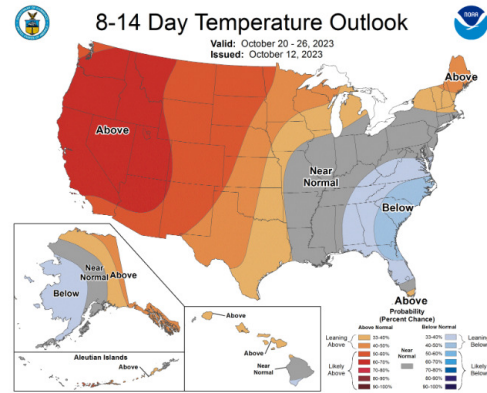 8-14 Day Temperature Outlook
Valid: October 20 - 26, 2023
Issued: October 12, 2023
NOAA
Above
Above
Near
Normal
Below
Above
Near
Normal
Above
Below
Aleutian Islands
Above
Above
Above
Near
Normal
Probability
(Percent Chance)
Above Normal
Below Normal
Leaning
Above
33-40%
40-50%
50-60%
60-70%
70-80%
80-90%
90-100%
Likely
Above
Near
Normal
33-40%
40-50%
50-60%
60-70%
70-80%
80-90%
90-100%
Leaning
Below
Likely
Below